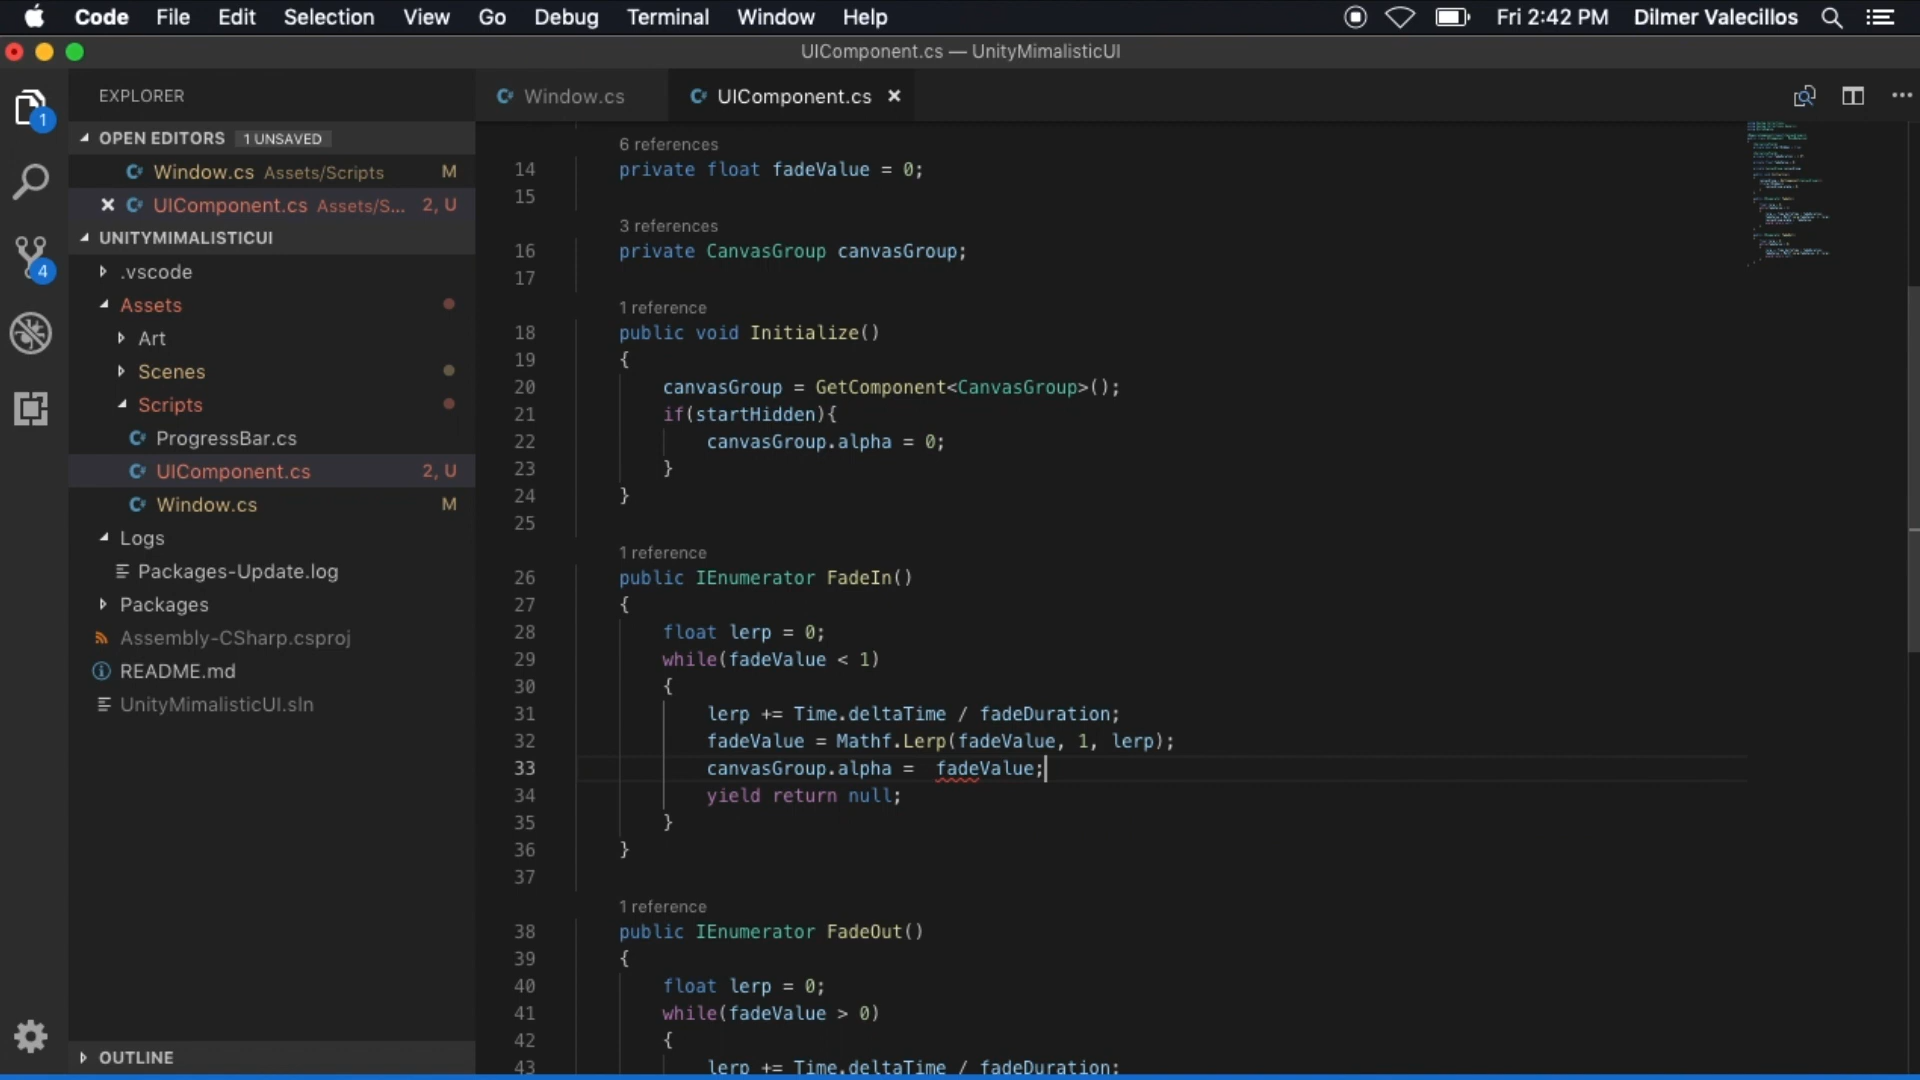 Code File Edit Selection View Go Debug Terminal Window Help Fri 2:42 PM Dilmer Valecillos
UIComponent.cs — UnityMimalisticUI
EXPLORER
OPEN EDITORS 1 UNSAVED
Window.cs Assets/Scripts M
UIComponent.cs Assets/S... 2, U
UNITYMIMALISTICUI
.vscode
Assets
Art
Scenes
Scripts
ProgressBar.cs
UIComponent.cs 2, U
Window.cs M
Logs
Packages-Update.log
Packages
Assembly-CSharp.csproj
README.md
UnityMimalisticUI.sln
OUTLINE
1
4
Window.cs UIComponent.cs
6 references
14 private float fadeValue = 0;
15
3 references
16 private CanvasGroup canvasGroup;
17
1 reference
18 public void Initialize()
19 {
20 canvasGroup = GetComponent<CanvasGroup>();
21 if(startHidden){
22 canvasGroup.alpha = 0;
23 }
24 }
25
1 reference
26 public IEnumerator FadeIn()
27 {
28 float lerp = 0;
29 while(fadeValue < 1)
30 {
31 lerp += Time.deltaTime / fadeDuration;
32 fadeValue = Mathf.Lerp(fadeValue, 1, lerp);
33 canvasGroup.alpha =  fadeValue;
34 yield return null;
35 }
36 }
37
1 reference
38 public IEnumerator FadeOut()
39 {
40 float lerp = 0;
41 while(fadeValue > 0)
42 {
43 lerp += Time.deltaTime / fadeDuration;